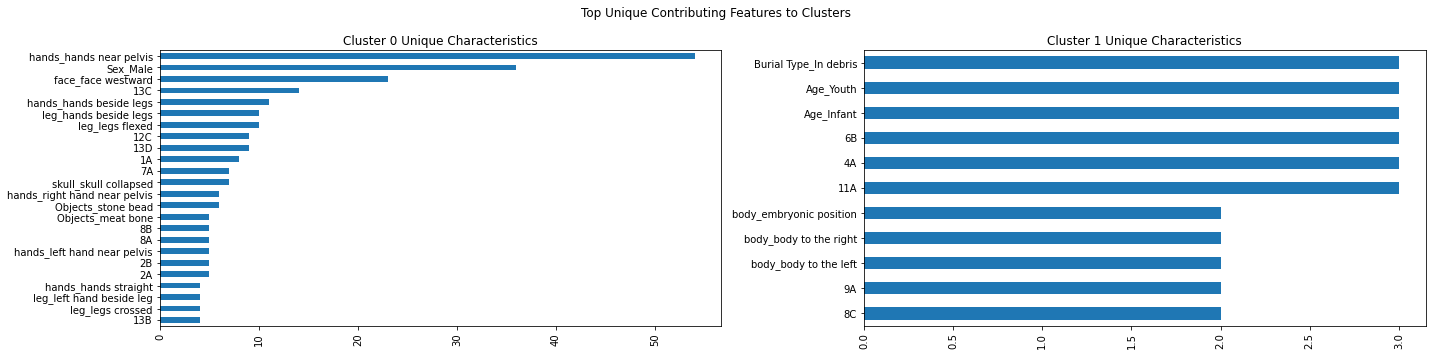 Top Unique Contributing Features to Clusters
Cluster 0 Unique Characteristics
hands_hands near pelvis
Sex_Male
face_face westward
13C
hands_hands beside legs
leg_hands beside legs
leg_legs flexed
12C
13D
1A
7A
skull_skull collapsed
hands_right hand near pelvis
Objects_stone bead
Objects_meat bone
8B
8A
hands_left hand near pelvis
2B
2A
hands_hands straight
leg_left hand beside leg
leg_legs crossed
13B
0
10
20
30
40
50
Cluster 1 Unique Characteristics
Burial Type_In debris
Age_Youth
Age_Infant
6B
4A
11A
body_embryonic position
body_body to the right
body_body to the left
9A
8C
0.0
0.5
1.0
1.5
2.0
2.5
3.0